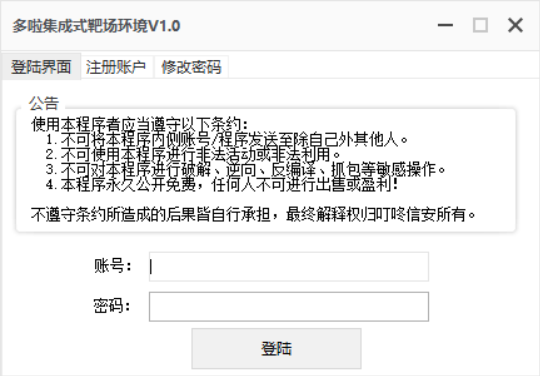 多啦集成式靶场环境V1.0
登陆界面 注册账户 修改密码
公告
使用本程序者应当遵守以下条约:
1.不可将本程序内侧账号/程序发送至除自己外其他人。
2.不可使用本程序进行非法活动或非法利用。
3.不可对本程序进行破解、逆向、反编译、抓包等敏感操作。
4.本程序永久公开免费，任何人不可进行出售或盈利!
不遵守条约所造成的后果皆自行承担，最终解释权归叮咚信安所有。
账号:
密码:
登陆